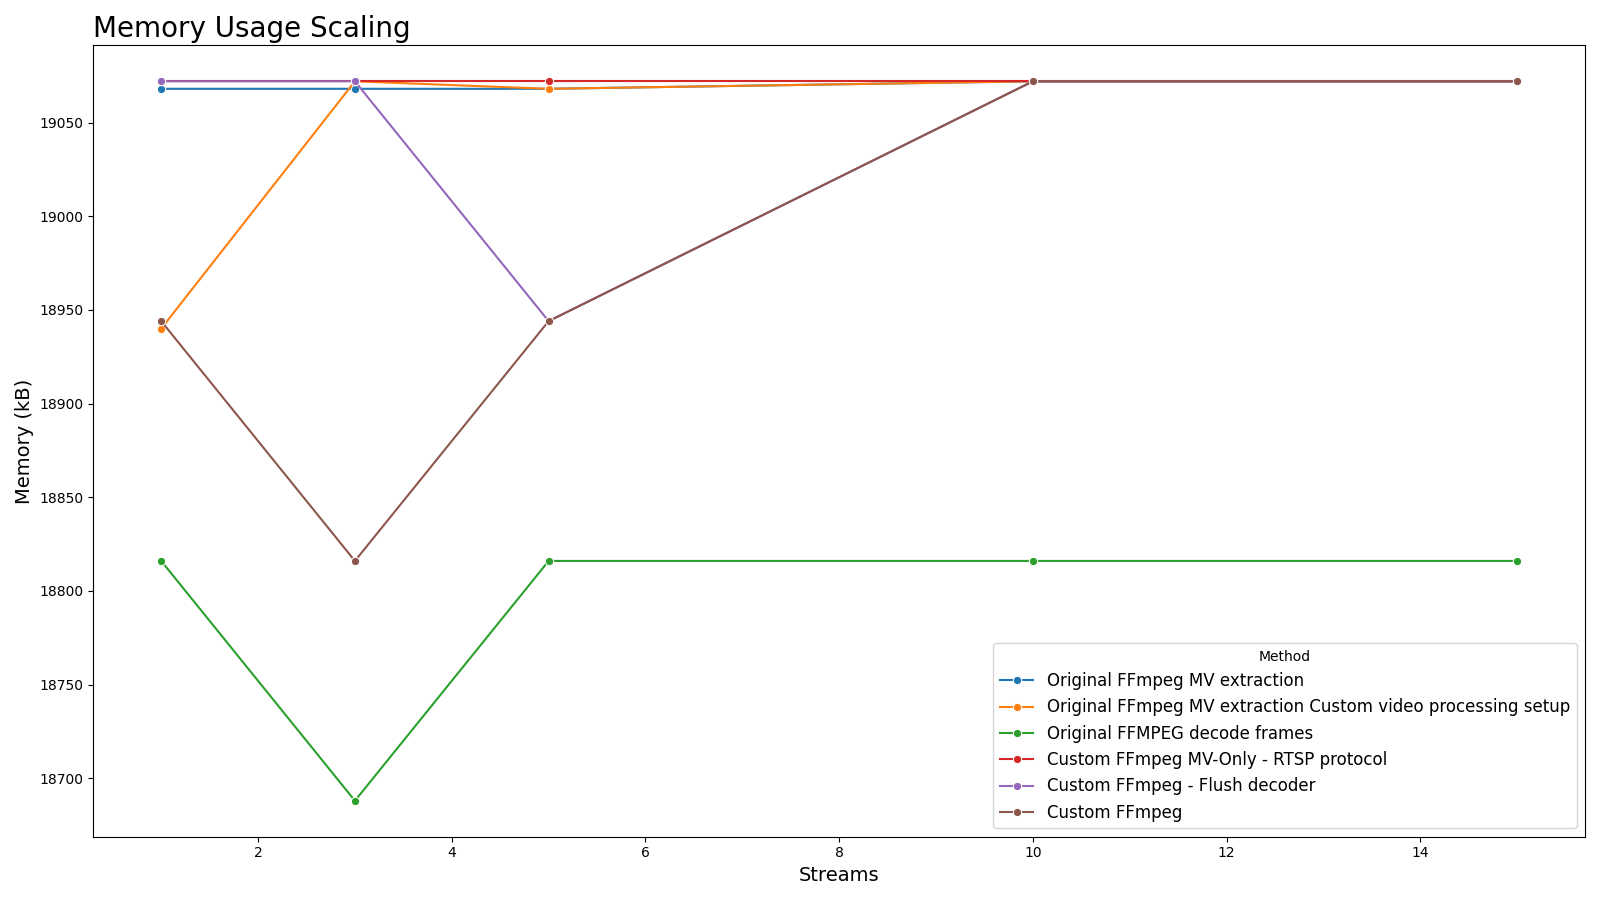 Memory Usage Scaling
19050
19000
18950
18900
18850
18800
18750
18700
Memory (kB)
2 4 6 8 10 12 14
Streams
Method
Original FFmpeg MV extraction
Original FFmpeg MV extraction Custom video processing setup
Original FFMPEG decode frames
Custom FFmpeg MV-Only - RTSP protocol
Custom FFmpeg - Flush decoder
Custom FFmpeg